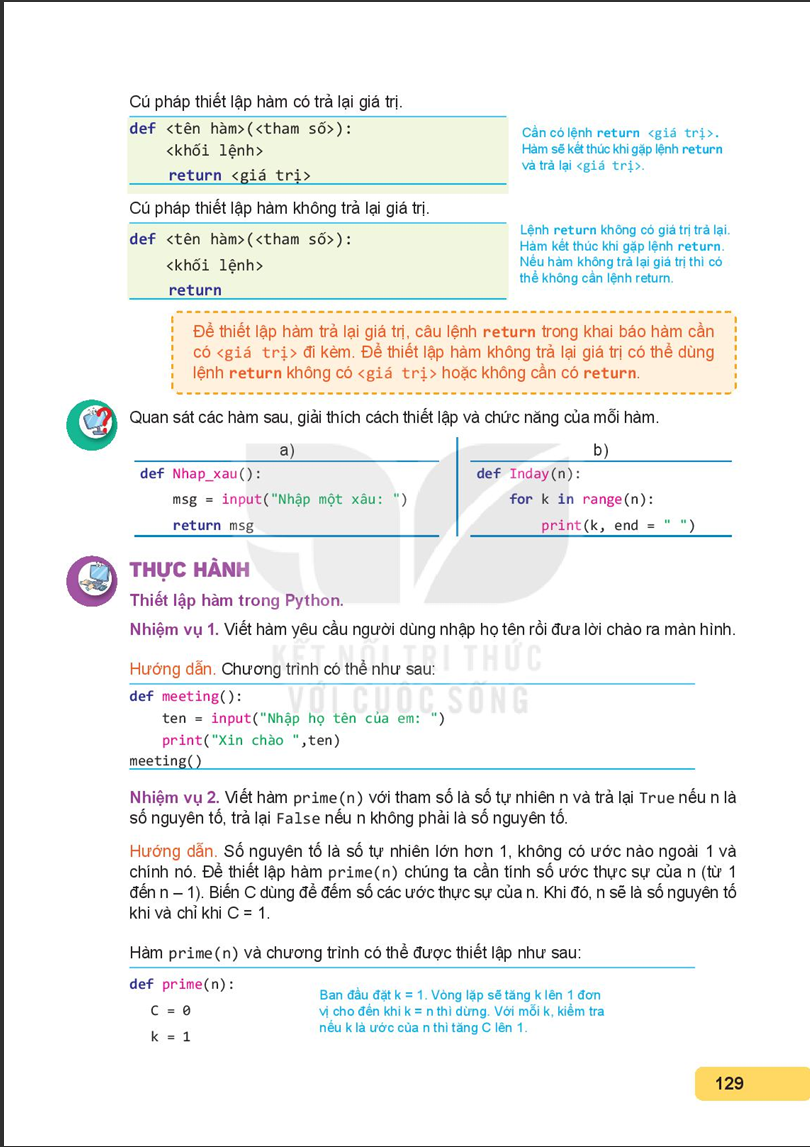 Cú pháp thiết lập hàm có trả lại giá trị.
def <tên hàm>(<tham số>):
<khối lệnh>
return <giá trị>
Cần có lệnh return <giá trị>.
Hàm sẽ kết thúc khi gặp lệnh return
và trả lại <giá trị>.
Cú pháp thiết lập hàm không trả lại giá trị.
def <tên hàm>(<tham số>):
<khối lệnh>
return
Lệnh return không có giá trị trả lại.
Hàm kết thúc khi gặp lệnh return.
Nếu hàm không trả lại giá trị thì có
thể không cần lệnh return.
Để thiết lập hàm trả lại giá trị, câu lệnh return trong khai báo hàm cần
có <giá trị> đi kèm. Để thiết lập hàm không trả lại giá trị có thể dùng
lệnh return không có <giá trị> hoặc không cần có return.
Quan sát các hàm sau, giải thích cách thiết lập và chức năng của mỗi hàm.
a)
def Nhap_xau():
msg = input("Nhập một xâu: ")
return msg
b)
def Inday(n):
for k in range(n):
print(k, end = " ")
THỰC HÀNH
Thiết lập hàm trong Python.
Nhiệm vụ 1. Viết hàm yêu cầu người dùng nhập họ tên rồi đưa lời chào ra màn hình.
KẾT NỐI TRI THỨC
VỚI CUỘC SỐNG
Hướng dẫn. Chương trình có thể như sau:
def meeting():
ten = input("Nhập họ tên của em: ")
print("Xin chào ",ten)
meeting()
Nhiệm vụ 2. Viết hàm prime(n) với tham số là số tự nhiên n và trả lại True nếu n là
số nguyên tố, trả lại False nếu n không phải là số nguyên tố.
Hướng dẫn. Số nguyên tố là số tự nhiên lớn hơn 1, không có ước nào ngoài 1 và
chính nó. Để thiết lập hàm prime(n) chúng ta cần tính số ước thực sự của n (từ 1
đến n – 1). Biến C dùng để đếm số các ước thực sự của n. Khi đó, n sẽ là số nguyên tố
khi và chỉ khi C = 1.
Hàm prime(n) và chương trình có thể được thiết lập như sau:
def prime(n):
C = 0
k = 1
Ban đầu đặt k = 1. Vòng lặp sẽ tăng k lên 1 đơn
vị cho đến khi k = n thì dừng. Với mỗi k, kiểm tra
nếu k là ước của n thì tăng C lên 1.
129